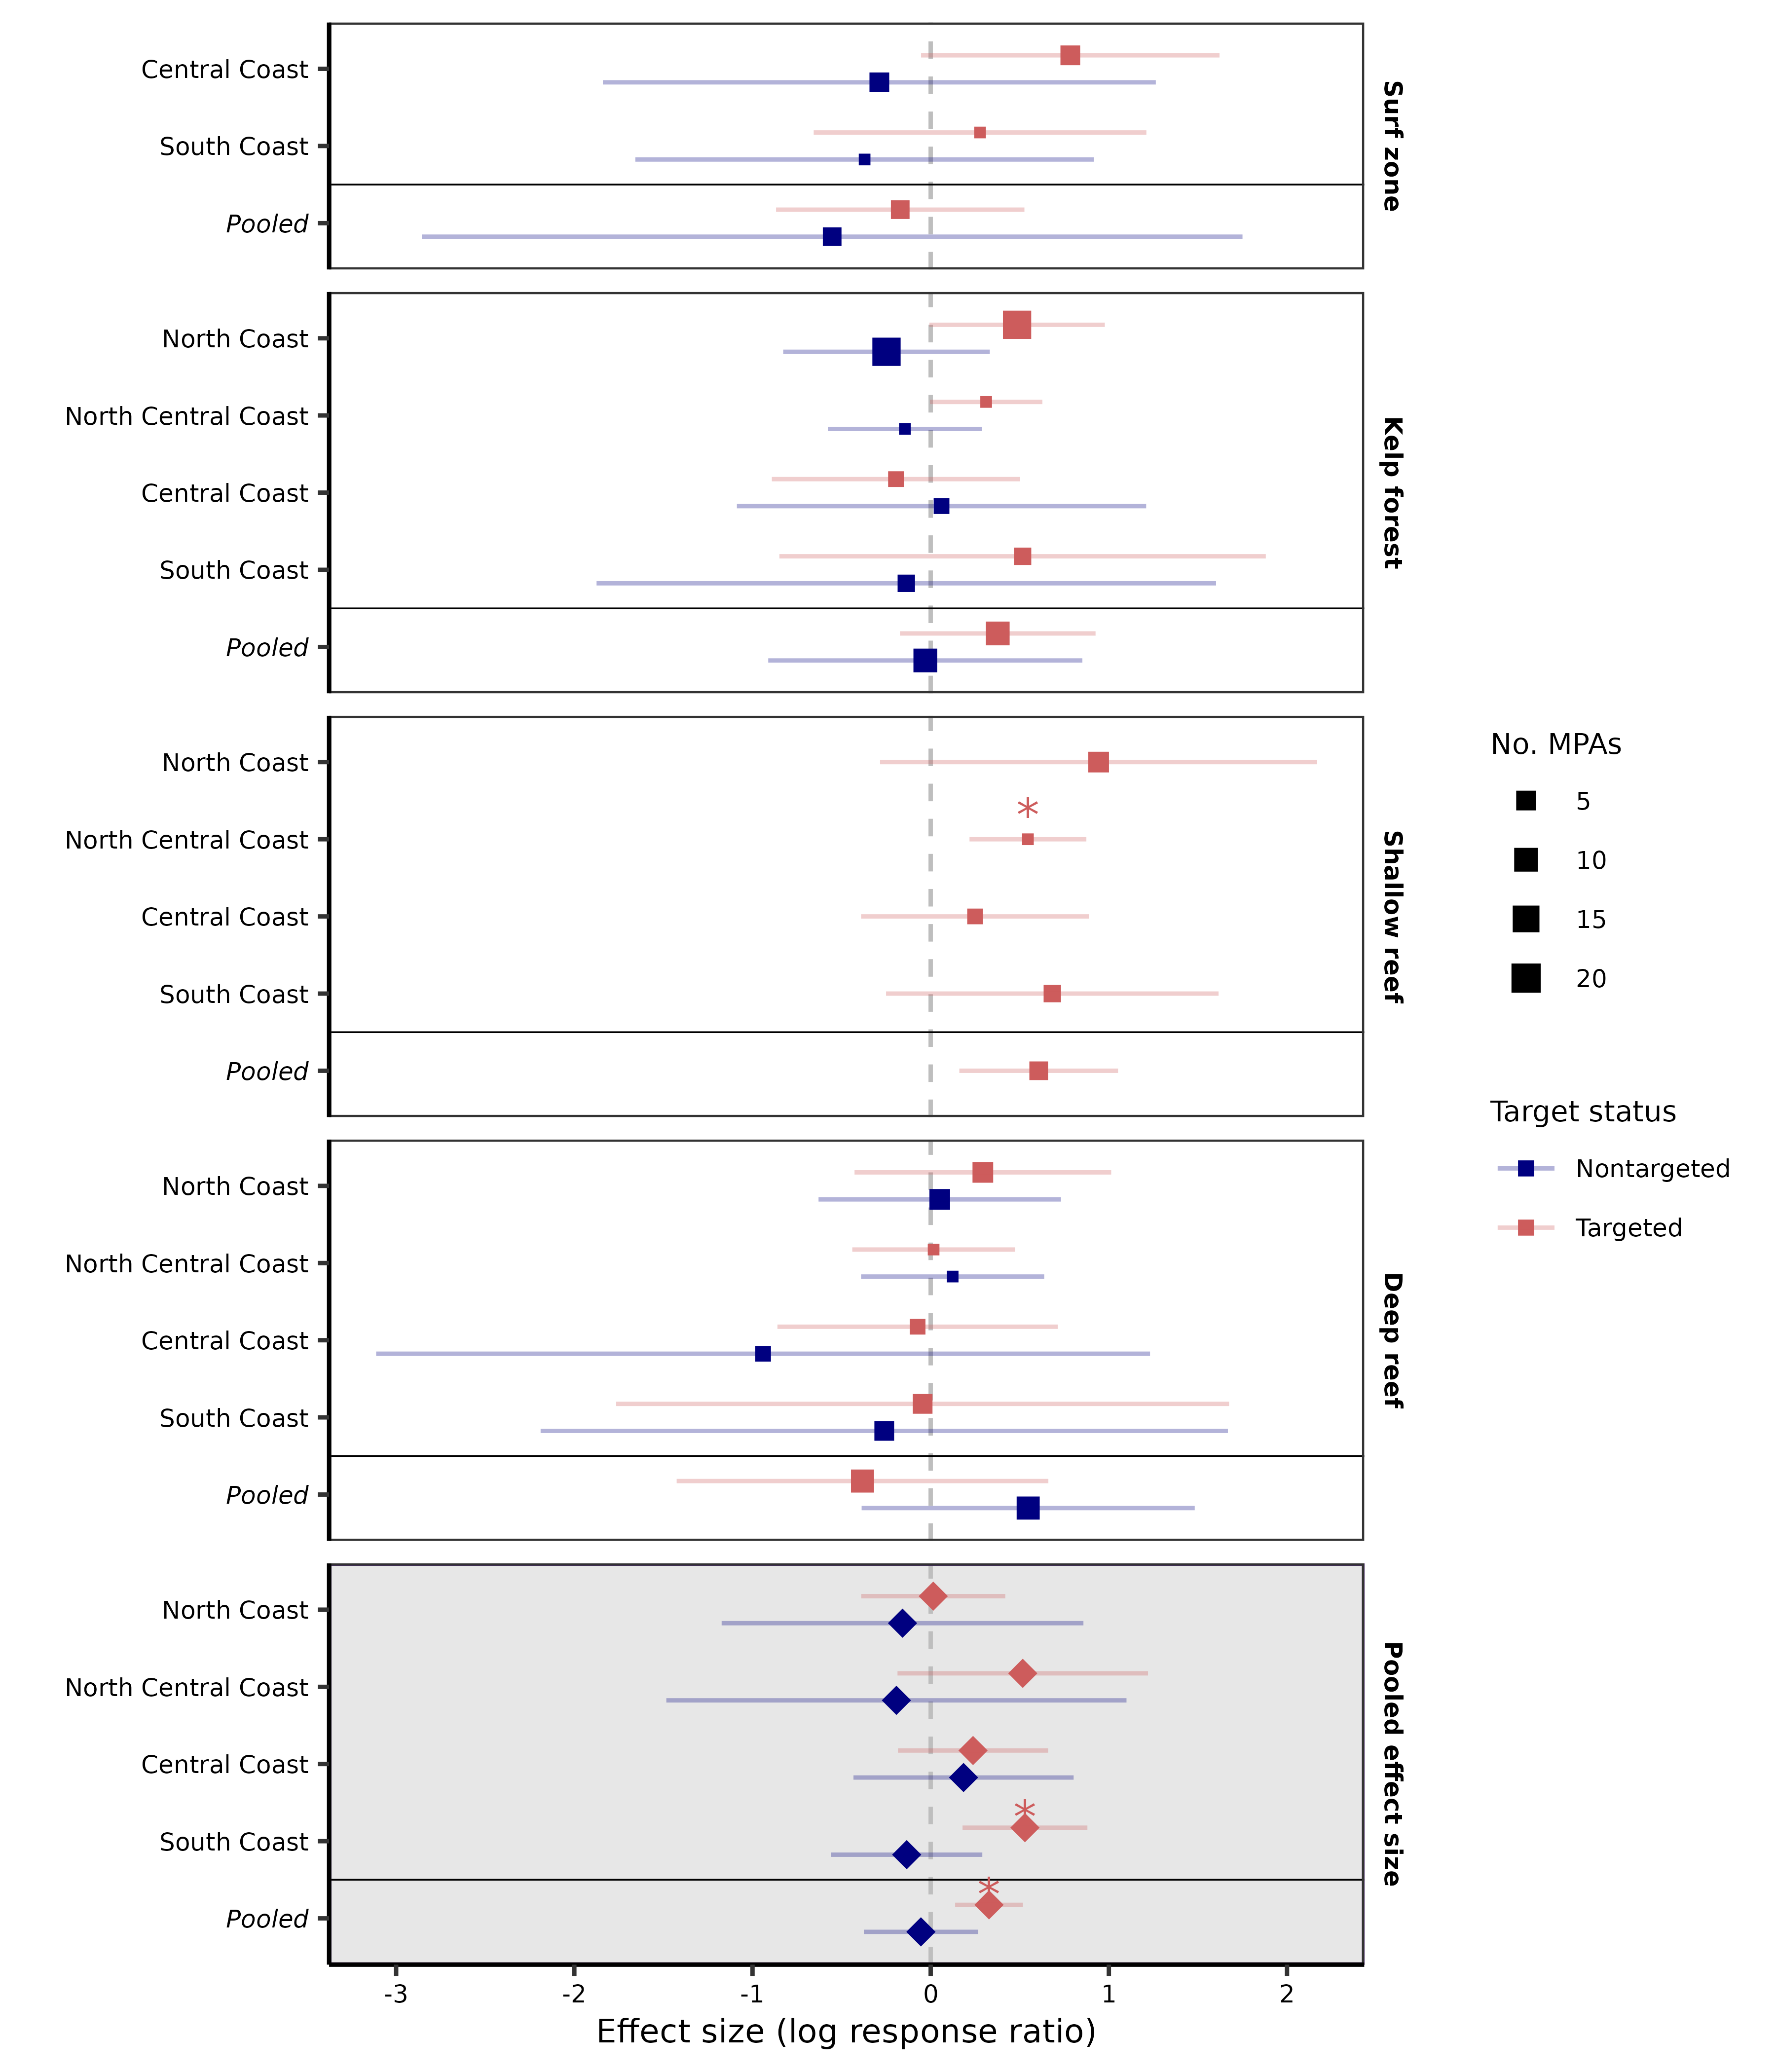 Central Coast
South Coast
Pooled
Surf zone
North Coast
North Central Coast
Central Coast
South Coast
Pooled
Kelp forest
North Coast
*
North Central Coast
Central Coast
South Coast
Pooled
Shallow reef
North Coast
North Central Coast
Central Coast
South Coast
Pooled
Deep reef
North Coast
North Central Coast
Central Coast
*
South Coast
*
Pooled
Pooled effect size
-3 -2 -1 0 1 2
Effect size (log response ratio)
No. MPAs
5
10
15
20
Target status
Nontargeted
Targeted